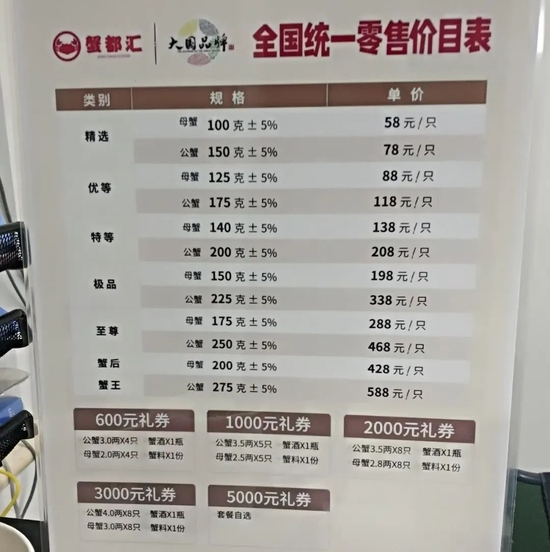 蟹都汇 大国品牌 全国统一零售价目表
类别 规格 单价
精选 母蟹 100 克 ± 5% 58 元 / 只
公蟹 150 克 ± 5% 78 元 / 只
优等 母蟹 125 克 ± 5% 88 元 / 只
公蟹 175 克 ± 5% 118 元 / 只
特等 母蟹 140 克 ± 5% 138 元 / 只
公蟹 200 克 ± 5% 208 元 / 只
极品 母蟹 150 克 ± 5% 198 元 / 只
公蟹 225 克 ± 5% 338 元 / 只
至尊 母蟹 175 克 ± 5% 288 元 / 只
公蟹 250 克 ± 5% 468 元 / 只
蟹后 母蟹 200 克 ± 5% 428 元 / 只
蟹王 公蟹 275 克 ± 5% 588 元 / 只
600元礼券
公蟹3.0两X4只 蟹酒X1瓶
母蟹2.0两X4只 蟹料X1份
1000元礼券
公蟹3.5两X5只 蟹酒X1瓶
母蟹2.5两X5只 蟹料X1份
2000元礼券
公蟹3.5两X8只 蟹酒X1瓶
母蟹2.8两X8只 蟹料X1份
3000元礼券
公蟹4.0两X8只 蟹酒X1瓶
母蟹3.0两X8只 蟹料X1份
5000元礼券
套餐自选